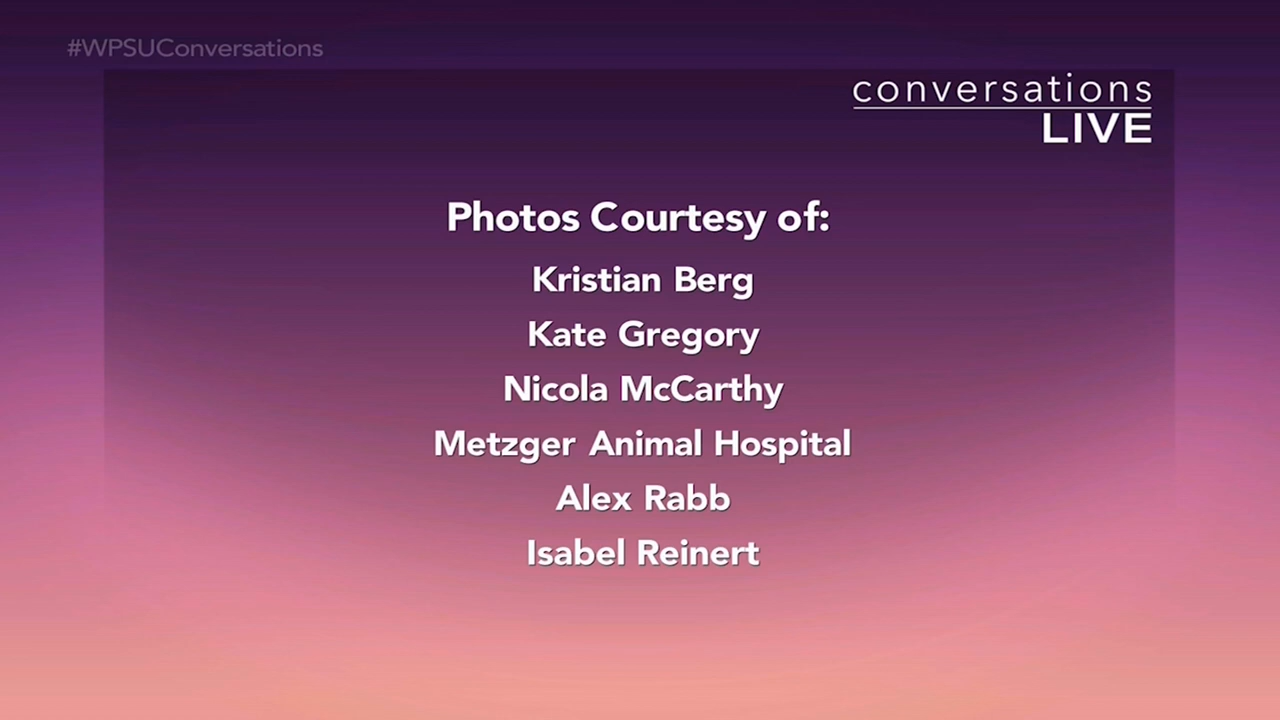 #WPSUConversations
conversations
LIVE
Photos Courtesy of:
Kristian Berg
Kate Gregory
Nicola McCarthy
Metzger Animal Hospital
Alex Rabb
Isabel Reinert